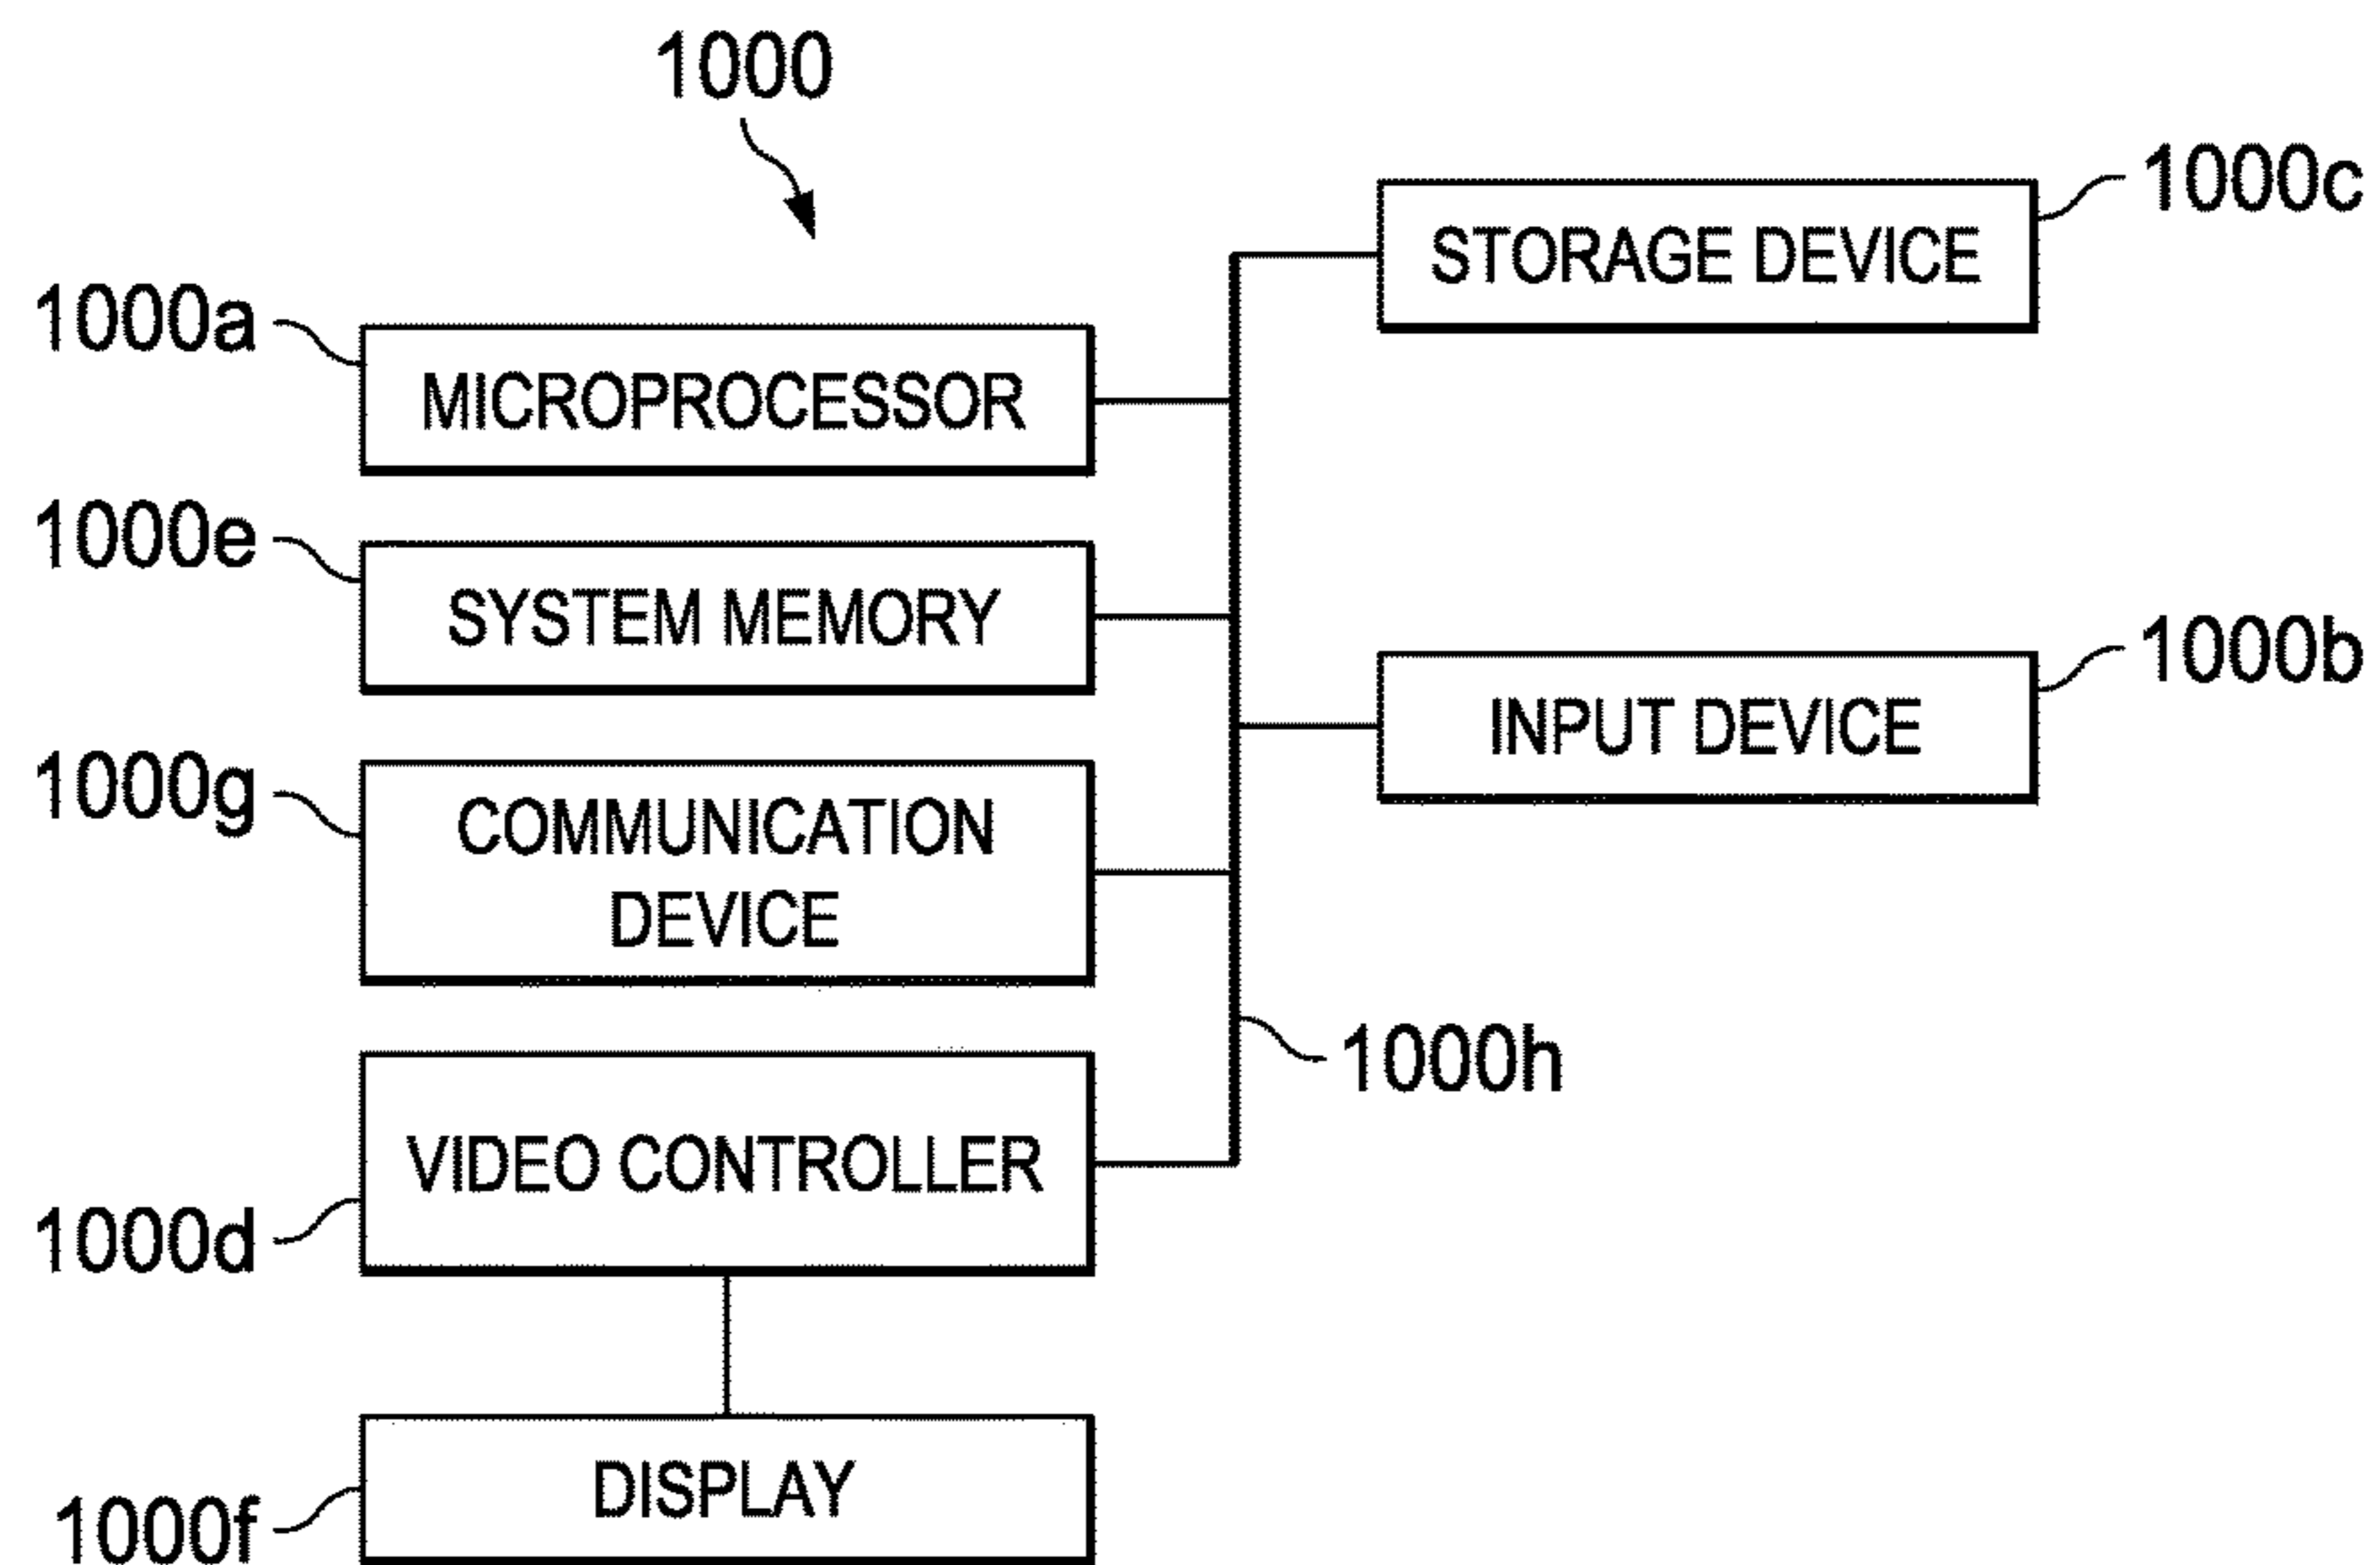 1000
1000c
STORAGE DEVICE
1000a
MICROPROCESSOR
1000e
SYSTEM MEMORY
1000b
INPUT DEVICE
1000g
COMMUNICATION
DEVICE
1000h
VIDEO CONTROLLER
1000d
DISPLAY
1000f